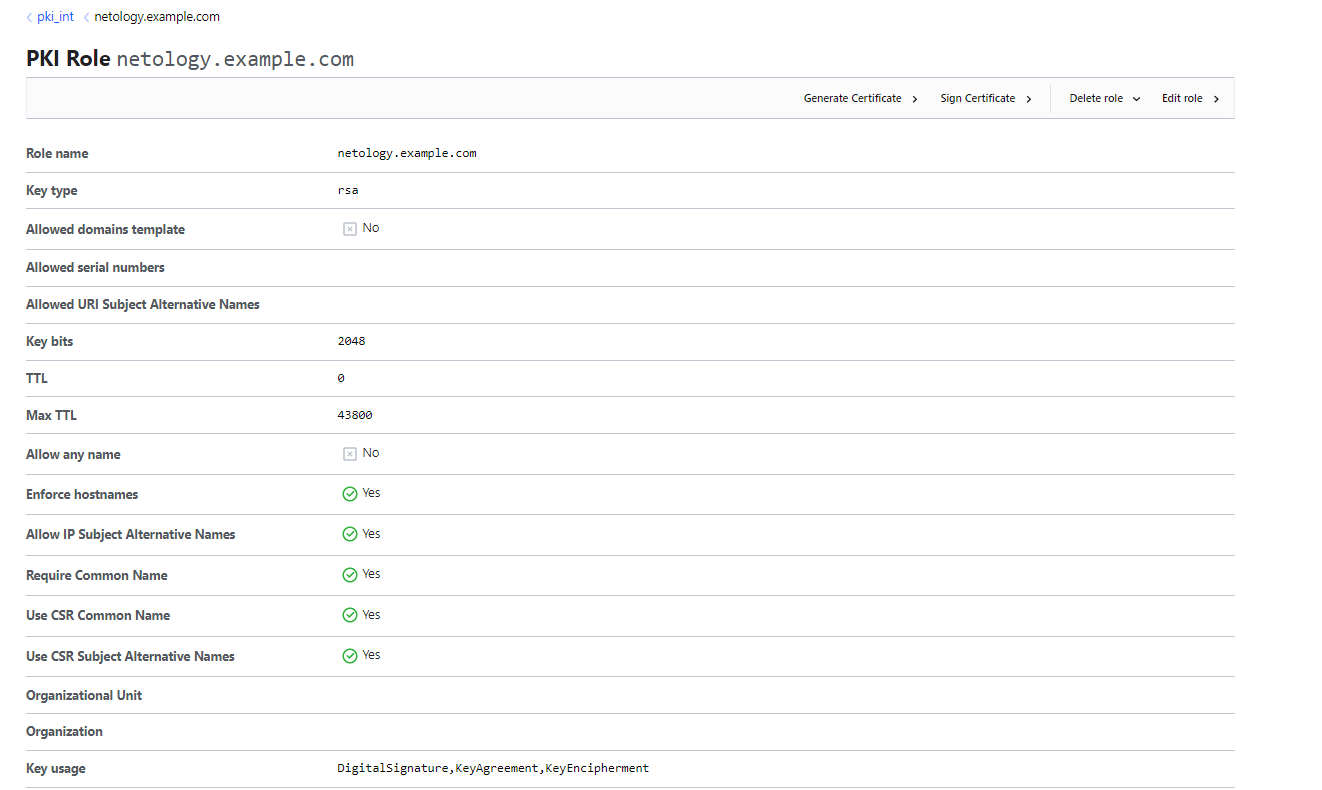 pki_int netology.example.com
PKI Role netology.example.com
Generate Certificate Sign Certificate Delete role Edit role
Role name netology.example.com
Key type rsa
Allowed domains template No
Allowed serial numbers
Allowed URI Subject Alternative Names
Key bits 2048
TTL 0
Max TTL 43800
Allow any name No
Enforce hostnames Yes
Allow IP Subject Alternative Names Yes
Require Common Name Yes
Use CSR Common Name Yes
Use CSR Subject Alternative Names Yes
Organizational Unit
Organization
Key usage DigitalSignature,KeyAgreement,KeyEncipherment